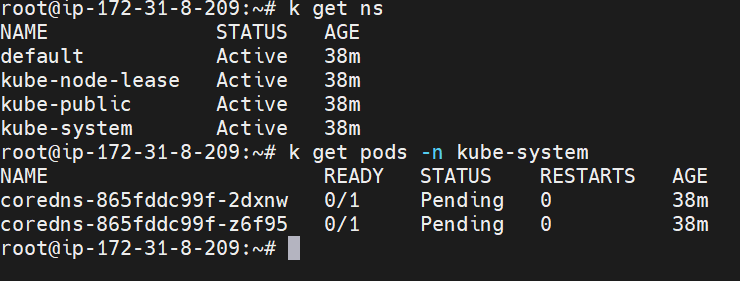 root@ip-172-31-8-209:~# k get ns
NAME              STATUS   AGE
default           Active   38m
kube-node-lease   Active   38m
kube-public       Active   38m
kube-system       Active   38m
root@ip-172-31-8-209:~# k get pods -n kube-system
NAME                       READY   STATUS    RESTARTS   AGE
coredns-865fddc99f-2dxnw   0/1     Pending   0          38m
coredns-865fddc99f-z6f95   0/1     Pending   0          38m
root@ip-172-31-8-209:~#